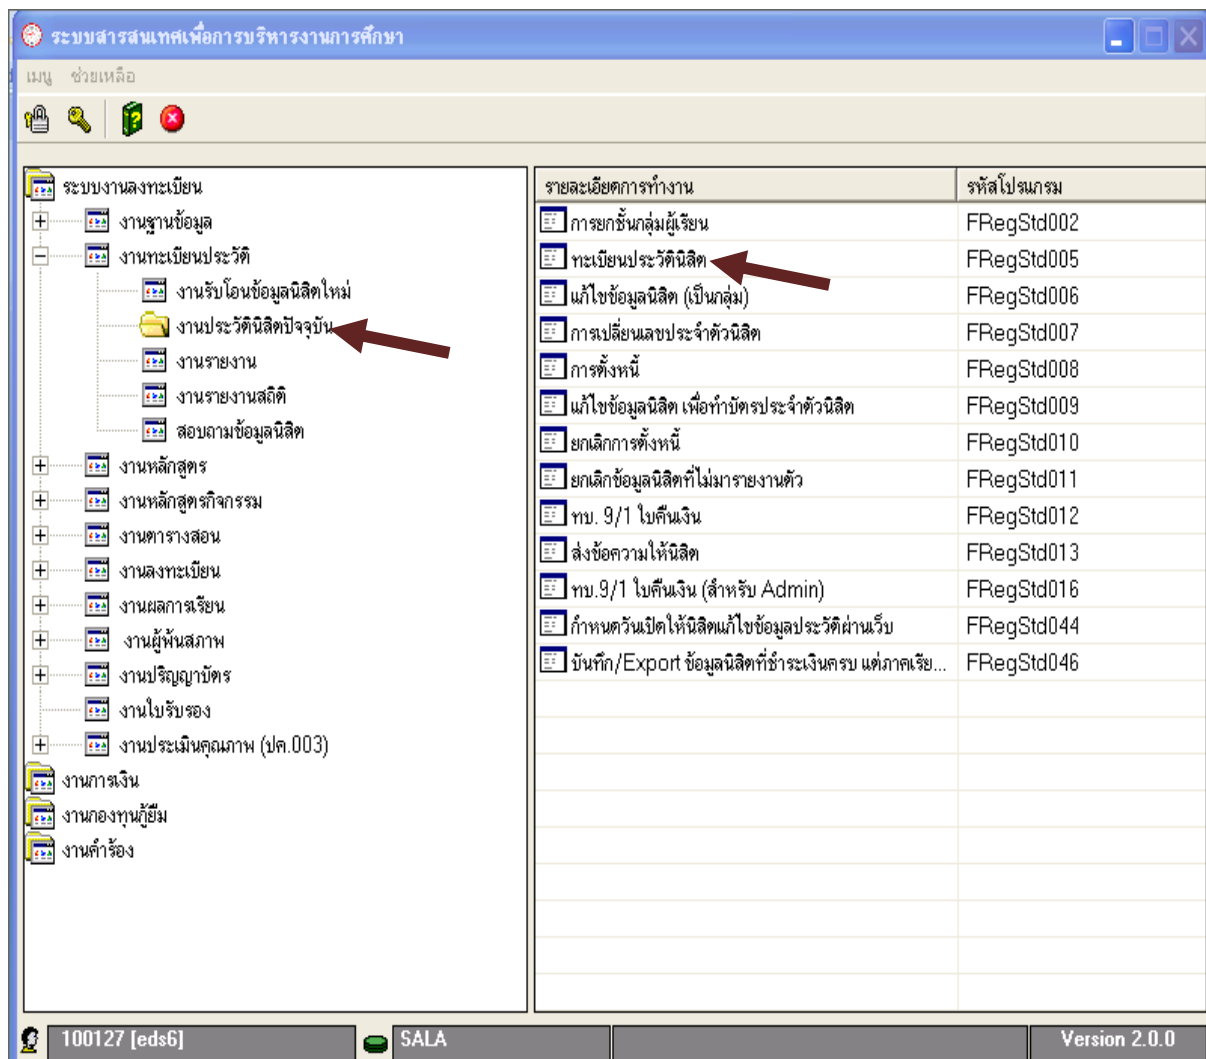 ระบบสารสนเทศเพื่อการบริหารงานการศึกษา
เมนู ช่วยเหลือ
ระบบงานลงทะเบียน
งานฐานข้อมูล
งานทะเบียนประวัติ
งานรับโอนข้อมูลนิสิตใหม่
งานประวัตินิสิตปัจจุบัน
งานรายงาน
งานรายงานสถิติ
สอบถามข้อมูลนิสิต
งานหลักสูตร
งานหลักสูตรกิจกรรม
งานตารางสอน
งานลงทะเบียน
งานผลการเรียน
งานผู้พ้นสภาพ
งานปริญญาบัตร
งานใบรับรอง
งานประเมินคุณภาพ (ปค.003)
งานการเงิน
งานกองทุนกู้ยืม
งานคำร้อง
รายละเอียดการทำงาน รหัสโปรแกรม
การยกชั้นกลุ่มผู้เรียน FRegStd002
ทะเบียนประวัตินิสิต FRegStd005
แก้ไขข้อมูลนิสิต (เป็นกลุ่ม) FRegStd006
การเปลี่ยนเลขประจำตัวนิสิต FRegStd007
การตั้งหนี้ FRegStd008
แก้ไขข้อมูลนิสิต เพื่อทำบัตรประจำตัวนิสิต FRegStd009
ยกเลิกการตั้งหนี้ FRegStd010
ยกเลิกข้อมูลนิสิตที่ไม่มารายงานตัว FRegStd011
ทบ. 9/1 ใบคืนเงิน FRegStd012
ส่งข้อความให้นิสิต FRegStd013
ทบ.9/1 ใบคืนเงิน (สำหรับ Admin) FRegStd016
กำหนดวันเปิดให้นิสิตแก้ไขข้อมูลประวัติผ่านเว็บ FRegStd044
บันทึก/Export ข้อมูลนิสิตที่ชำระเงินครบ แต่ภาคเรีย... FRegStd046
100127 [eds6] SALA Version 2.0.0